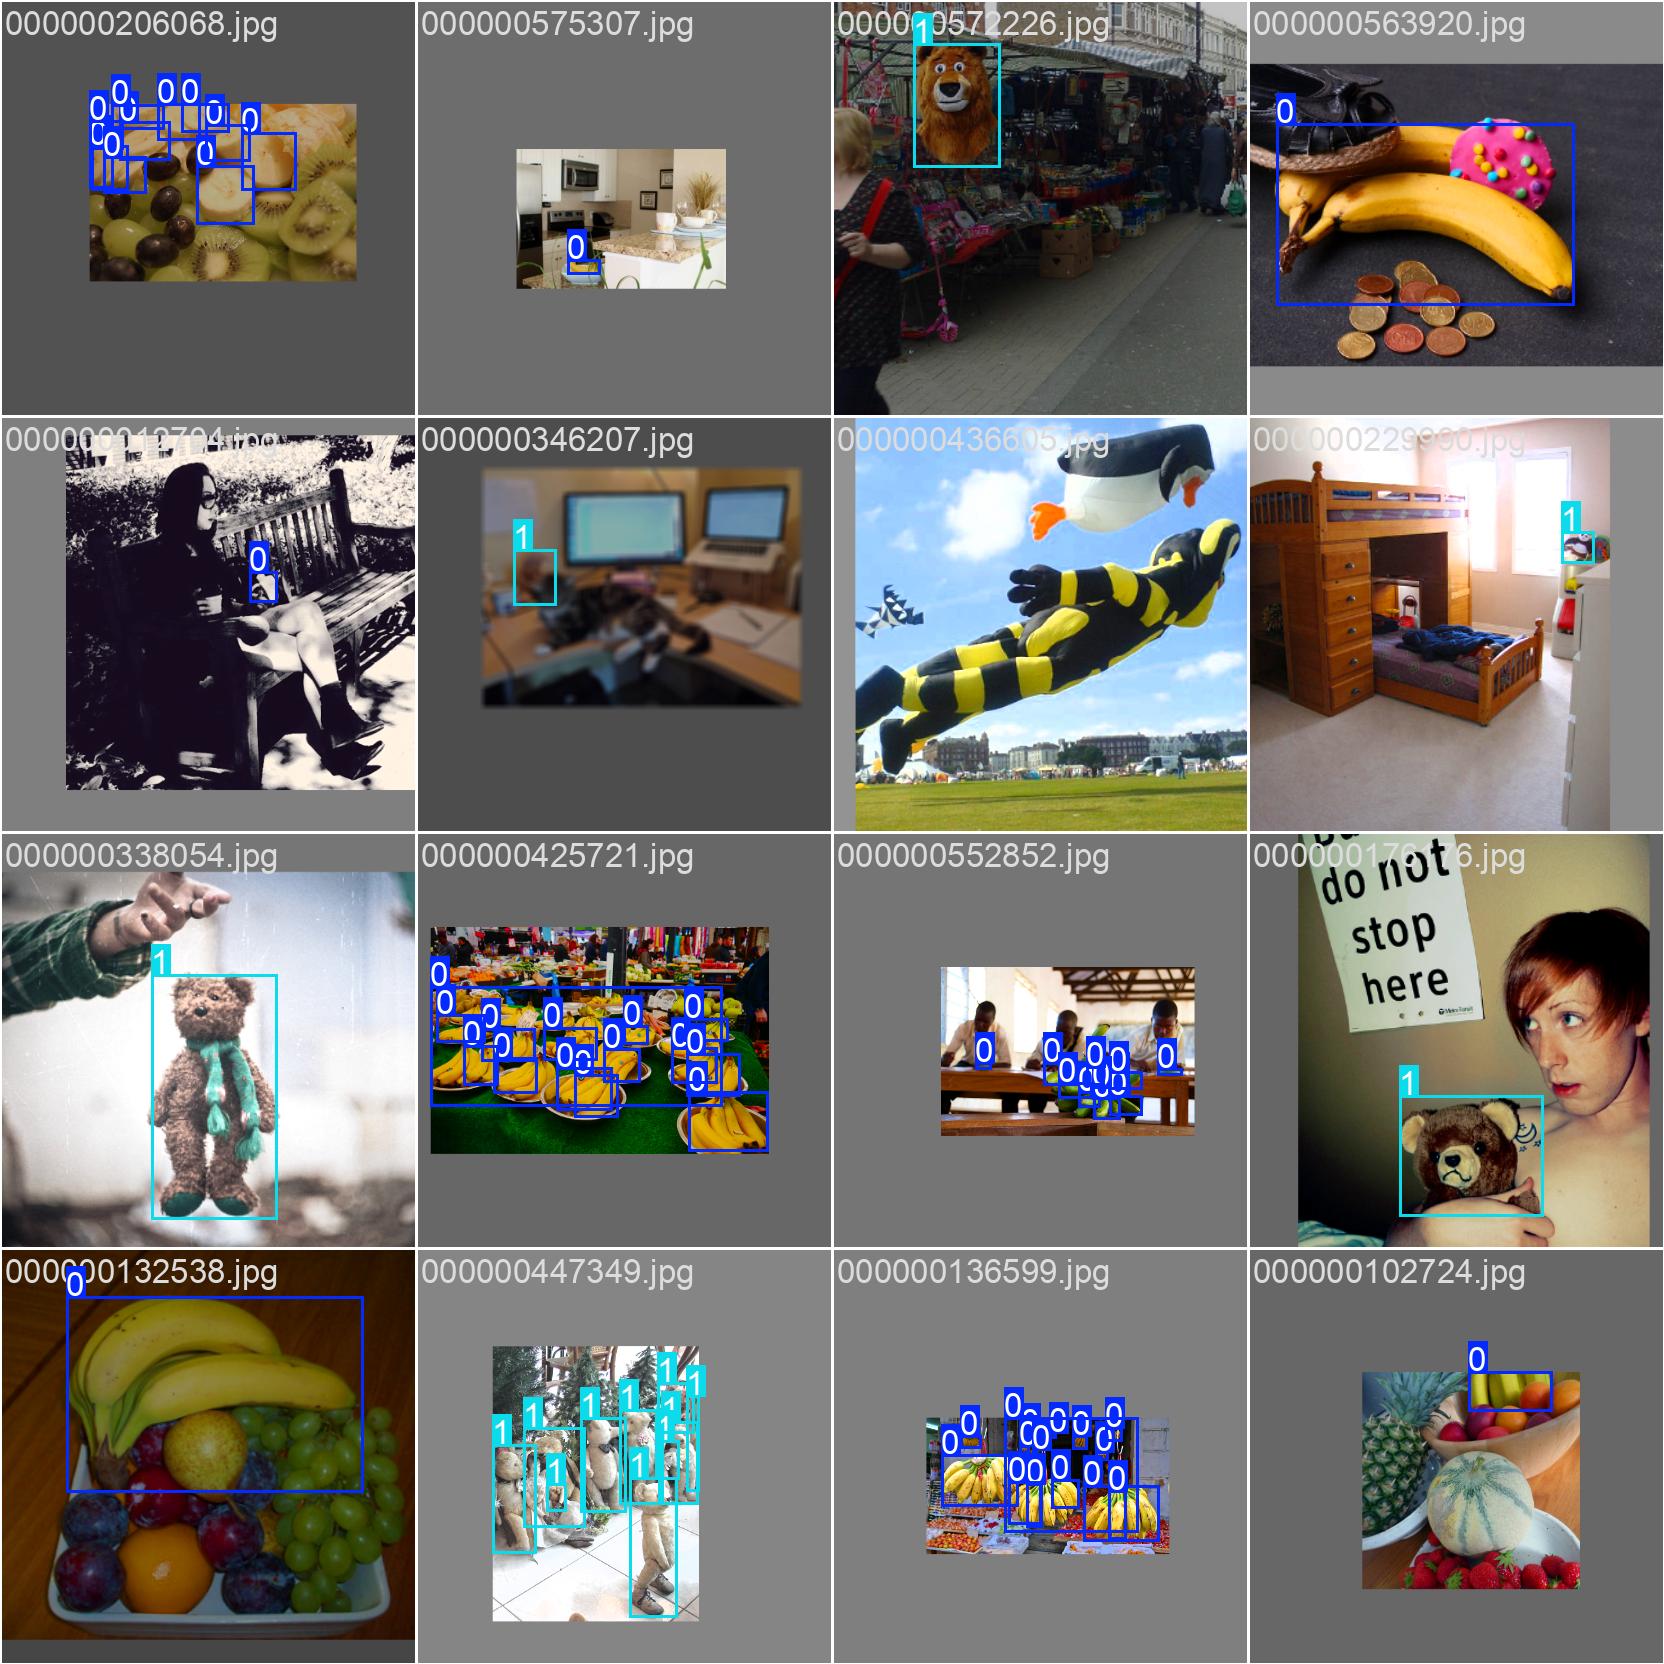 000000206068.jpg
000000575307.jpg
000000572226.jpg
000000563920.jpg
0 0 0 0 0 0 0 0 0 0
0
1
0
000000012704.jpg
000000346207.jpg
000000436605.jpg
000000229990.jpg
0
1
1
000000338054.jpg
000000425721.jpg
000000552852.jpg
000000176176.jpg
1
0 0 0 0 0 0 0 0 0 0 0 0 0 0
0 0 0 0 0 0 0 0 0
do not
stop
here
1
000000132538.jpg
000000447349.jpg
000000136599.jpg
000000102724.jpg
0
1 1 1 1 1 1 1 1 1 1
0 0 0 0 0 0 0 0 0 0 0 0 0 0
0